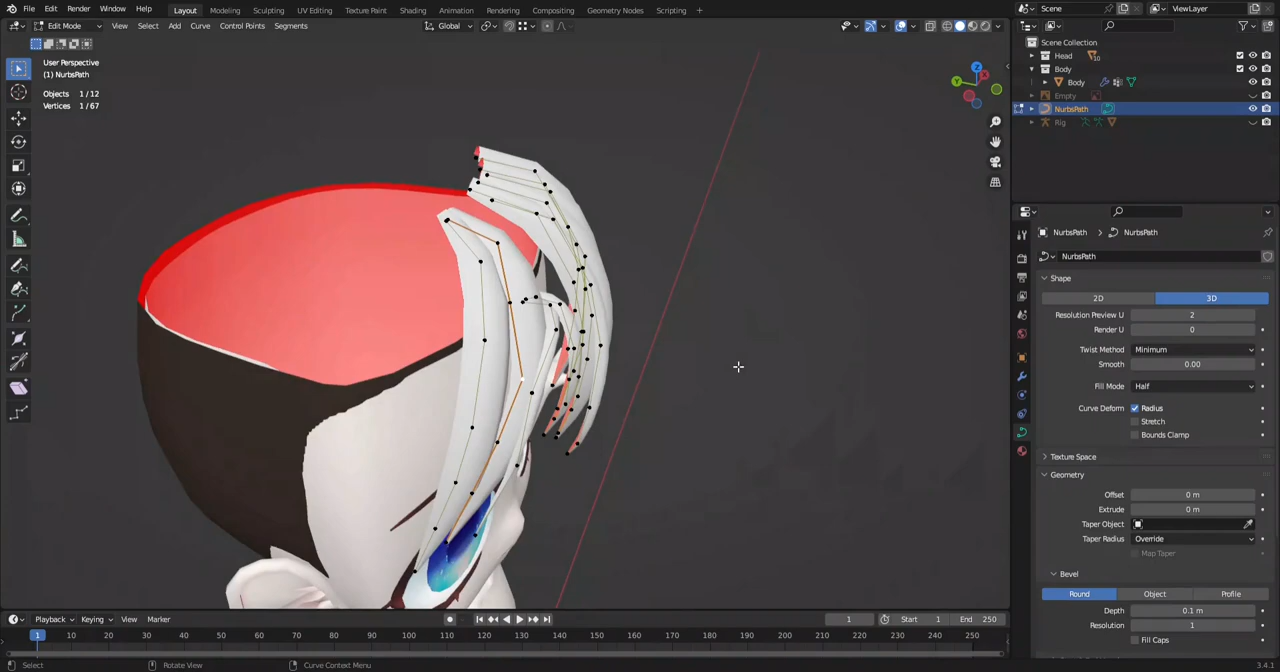 File Edit Render Window Help Layout Modeling Sculpting UV Editing Texture Paint Shading Animation Rendering Compositing Geometry Nodes Scripting + Scene ViewLayer
Edit Mode View Select Add Curve Control Points Segments Global
User Perspective
(1) NurbsPath
Objects 1/12
Vertices 1/67
Z
X
Y
Scene Collection
Head 10
Body
Body
Empty
NurbsPath
Rig
NurbsPath > NurbsPath
NurbsPath
Shape
2D 3D
Resolution Preview U 2
Render U 0
Twist Method Minimum
Smooth 0.00
Fill Mode Half
Curve Deform Radius
Stretch
Bounds Clamp
Texture Space
Geometry
Offset 0 m
Extrude 0 m
Taper Object
Taper Radius Override
Map Taper
Bevel
Round Object Profile
Depth 0.1 m
Resolution 1
Fill Caps
Playback Keying View Marker 1 Start 1 End 250
1 10 20 30 40 50 60 70 80 90 100 110 120 130 140 150 160 170 180 190 200 210 220 230 240 250
Select Rotate View Curve Context Menu 3.4.1